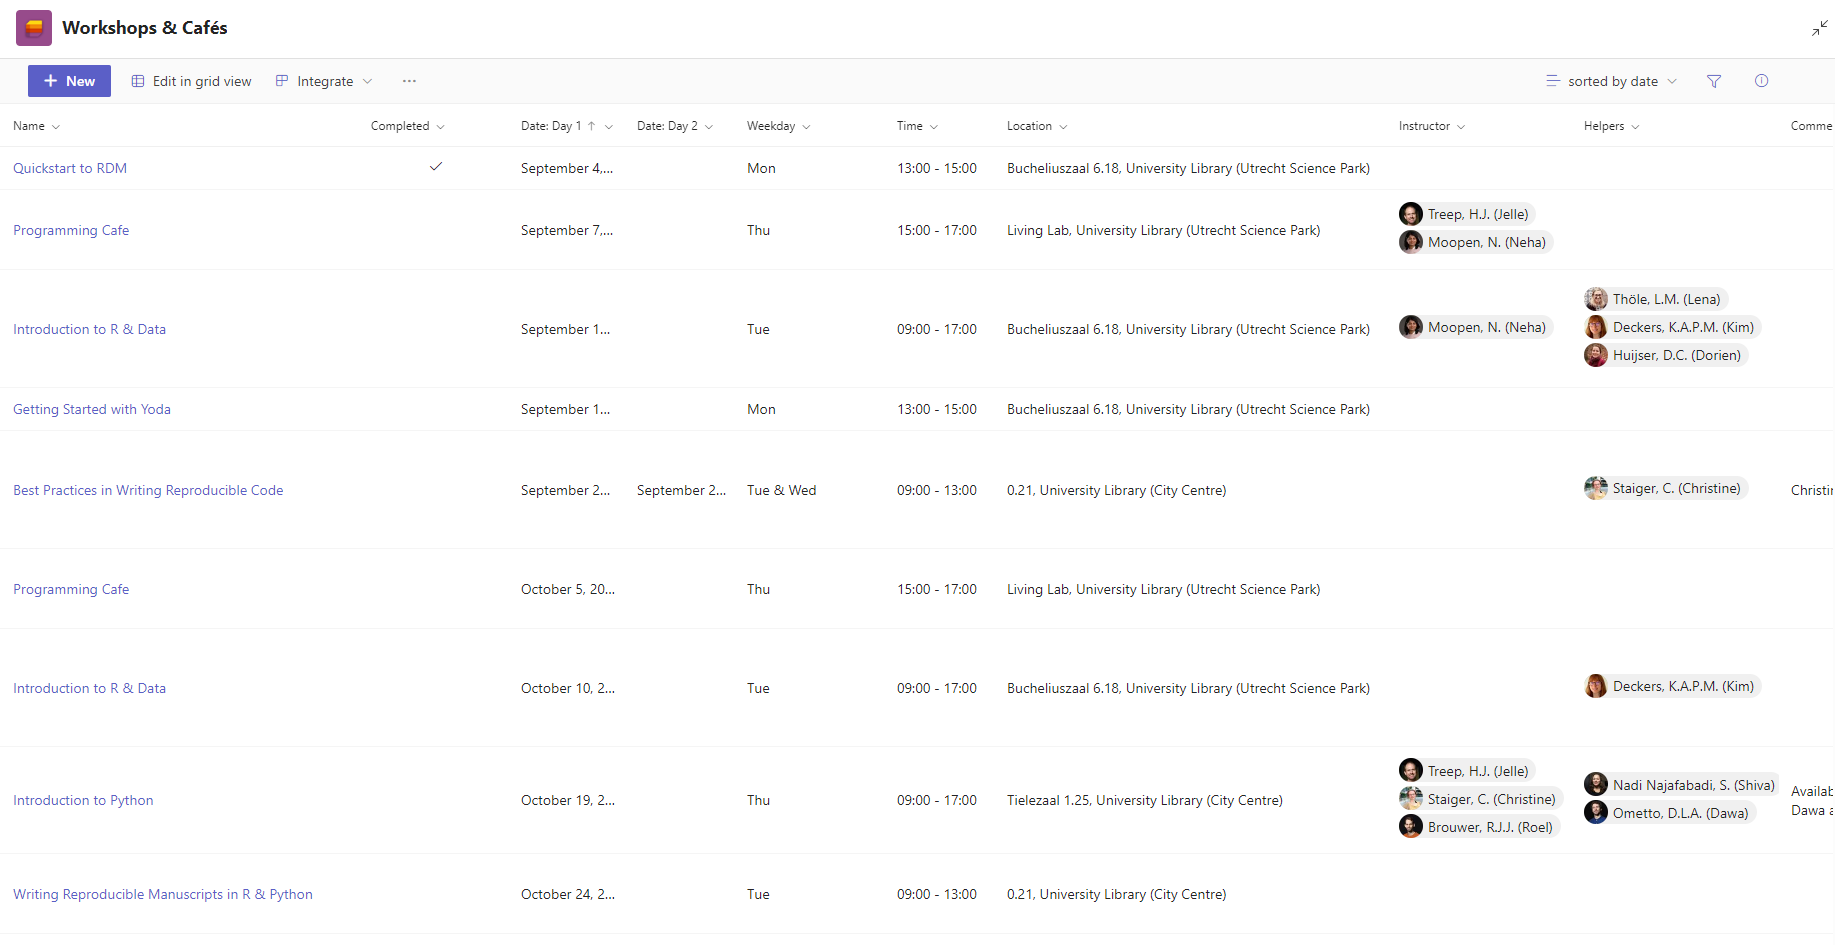 Workshops & Cafés
New Edit in grid view Integrate ... sorted by date
Name Completed Date: Day 1 Date: Day 2 Weekday Time Location Instructor Helpers Comme
Quickstart to RDM September 4,... Mon 13:00 - 15:00 Bucheliuszaal 6.18, University Library (Utrecht Science Park)
Programming Cafe September 7,... Thu 15:00 - 17:00 Living Lab, University Library (Utrecht Science Park) Treep, H.J. (Jelle)
Moopen, N. (Neha)
Introduction to R & Data September 1... Tue 09:00 - 17:00 Bucheliuszaal 6.18, University Library (Utrecht Science Park) Moopen, N. (Neha) Thöle, L.M. (Lena)
Deckers, K.A.P.M. (Kim)
Huijser, D.C. (Dorien)
Getting Started with Yoda September 1... Mon 13:00 - 15:00 Bucheliuszaal 6.18, University Library (Utrecht Science Park)
Best Practices in Writing Reproducible Code September 2... September 2... Tue & Wed 09:00 - 13:00 0.21, University Library (City Centre) Staiger, C. (Christine) Christin
Programming Cafe October 5, 20... Thu 15:00 - 17:00 Living Lab, University Library (Utrecht Science Park)
Introduction to R & Data October 10, 2... Tue 09:00 - 17:00 Bucheliuszaal 6.18, University Library (Utrecht Science Park) Deckers, K.A.P.M. (Kim)
Introduction to Python October 19, 2... Thu 09:00 - 17:00 Tielezaal 1.25, University Library (City Centre) Treep, H.J. (Jelle)
Staiger, C. (Christine)
Brouwer, R.J.J. (Roel)
Nadi Najafabadi, S. (Shiva)
Ometto, D.L.A. (Dawa)
Availab
Dawa a
Writing Reproducible Manuscripts in R & Python October 24, 2... Tue 09:00 - 13:00 0.21, University Library (City Centre)